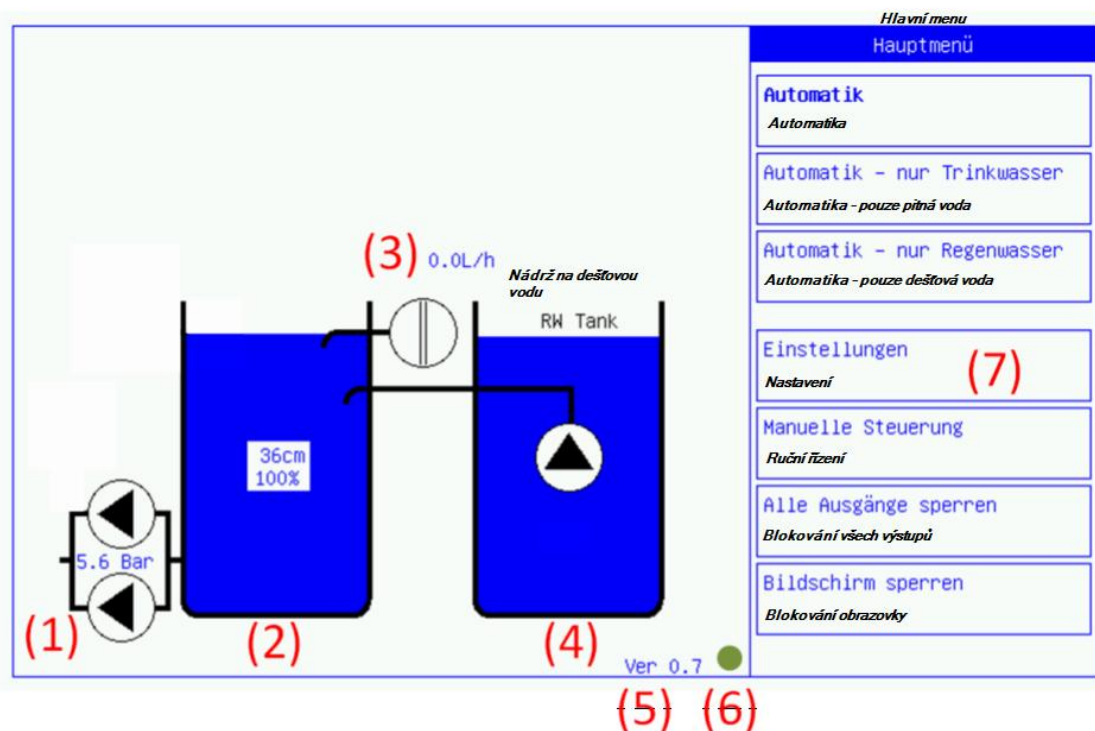 Hlavní menu
Hauptmenü
Automatik
Automatika
Automatik - nur Trinkwasser
Automatika - pouze pitná voda
Automatik - nur Regenwasser
Automatika - pouze dešťová voda
Einstellungen
(7)
Nastavení
Manuelle Steuerung
Ruční řízení
Alle Ausgänge sperren
Blokování všech výstupů
Bildschirm sperren
Blokování obrazovky
(3)
0.0L/h
Nádrž na dešťovou
vodu
RW Tank
36cm
100%
5.6 Bar
(1)
(2)
(4)
Ver 0.7
(5)
(6)